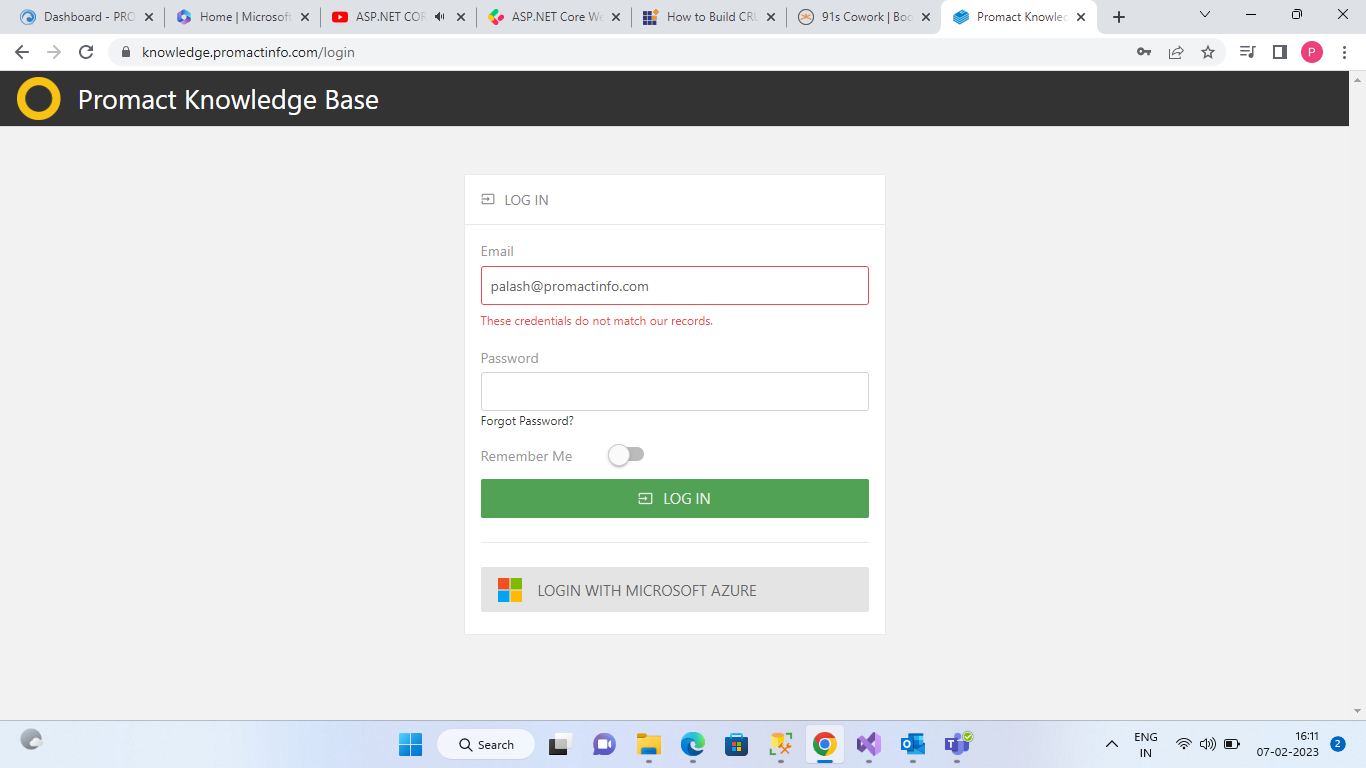 Dashboard - PRO
Home | Microsoft
ASP.NET COR
ASP.NET Core We
How to Build CRU
91s Cowork | Boo
Promact Knowled
knowledge.promactinfo.com/login
P
Promact Knowledge Base
LOG IN
Email
palash@promactinfo.com
These credentials do not match our records.
Password
Forgot Password?
Remember Me
LOG IN
LOGIN WITH MICROSOFT AZURE
Search
ENG
IN
16:11
07-02-2023
2